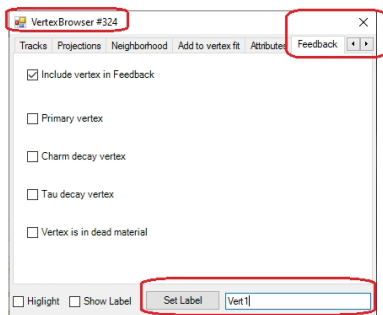 VertexBrowser #324
Tracks Projections Neighborhood Add to vertex fit Attributes Feedback
Include vertex in Feedback
Primary vertex
Charm decay vertex
Tau decay vertex
Vertex is in dead material
Higlight Show Label Set Label Vert1